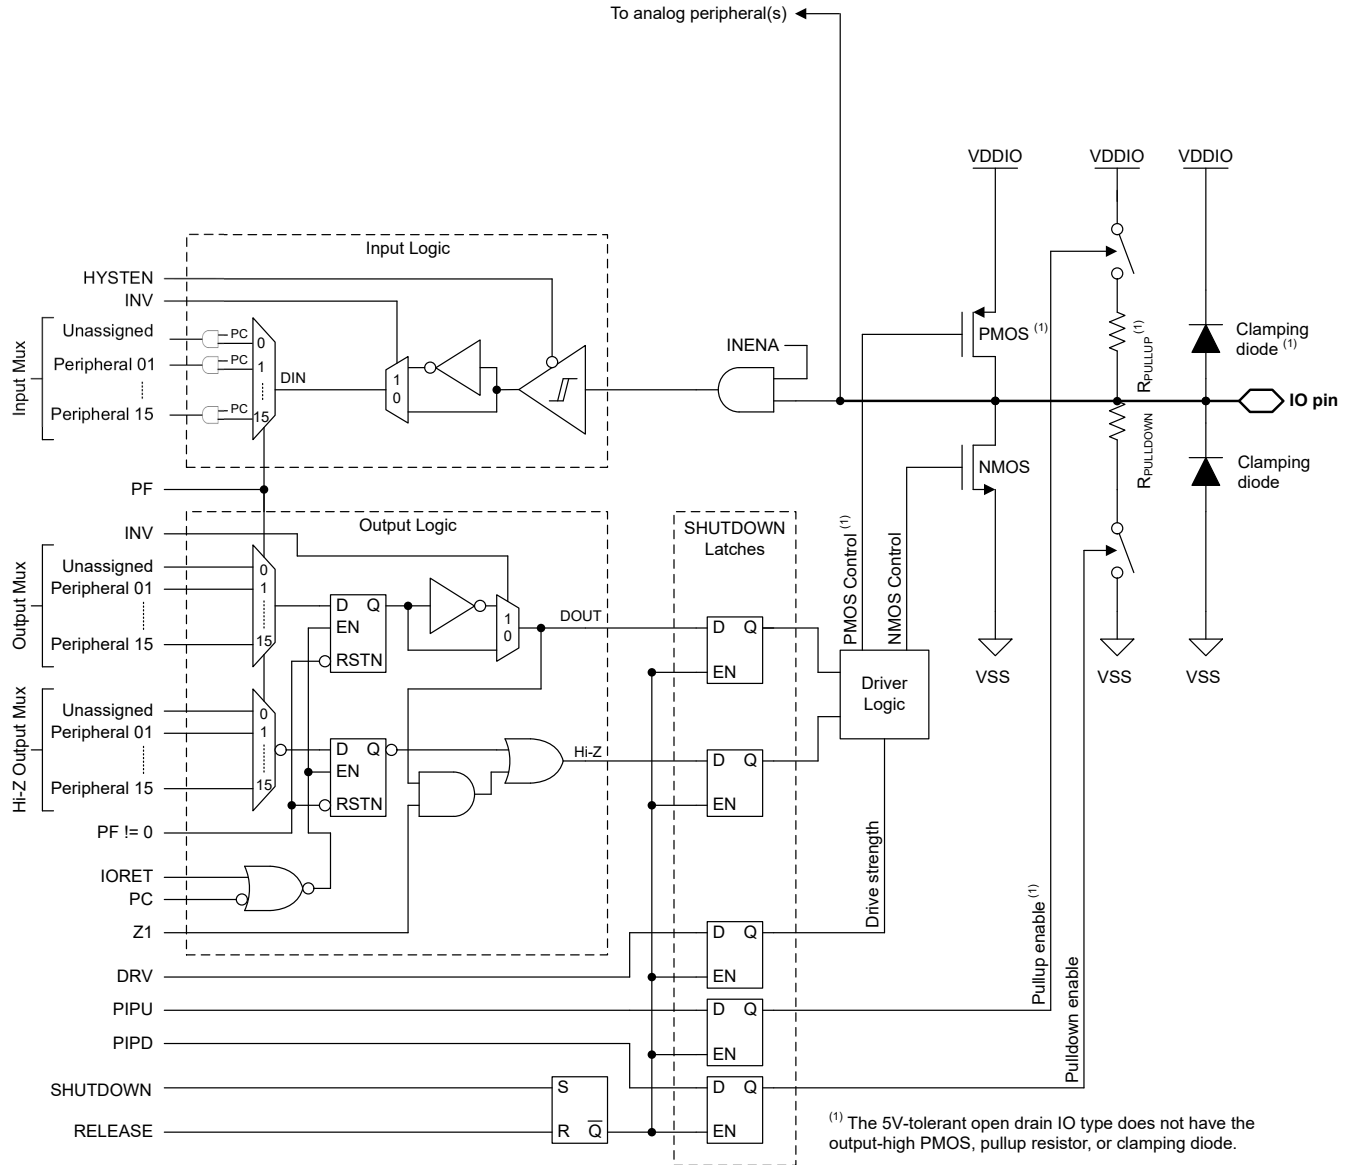 To analog peripheral(s)
VDDIO
VDDIO
VDDIO
Input Logic
HYSTEN
INV
Input Mux
Unassigned
Peripheral 01
Peripheral 15
PC
PC
PC
0
1
15
DIN
1
0
INENA
PMOS (1)
RPULLUP (1)
Clamping
diode (1)
IO pin
RPULLDOWN
NMOS
Clamping
diode
PF
Output Logic
INV
Output Mux
Unassigned
Peripheral 01
Peripheral 15
0
1
15
D Q
EN
RSTN
1
0
DOUT
SHUTDOWN
Latches
D Q
EN
PMOS Control (1)
NMOS Control
Driver
Logic
VSS
VSS
VSS
Hi-Z Output Mux
Unassigned
Peripheral 01
Peripheral 15
0
1
15
D Q
EN
RSTN
Hi-Z
D Q
EN
PF != 0
IORET
PC
Z1
Drive strength
D Q
EN
DRV
PIPU
D Q
EN
Pullup enable (1)
PIPD
Pulldown enable
SHUTDOWN
RELEASE
S
R Q̅
D Q
EN
(1) The 5V-tolerant open drain IO type does not have the
output-high PMOS, pullup resistor, or clamping diode.